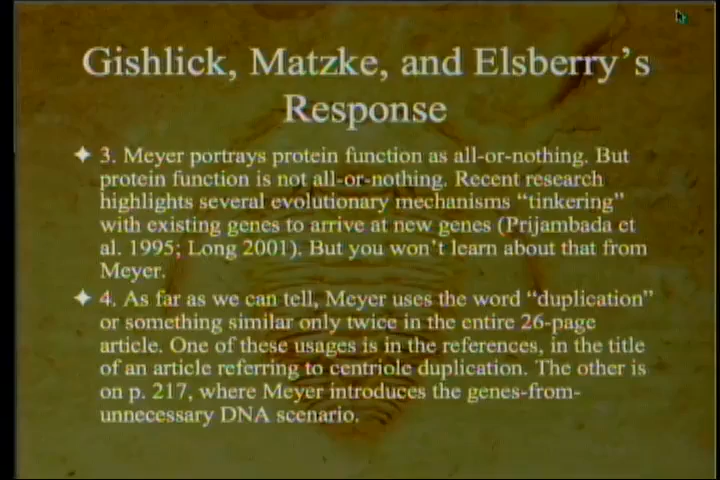 Gishlick, Matzke, and Elsberry's
Response
3. Meyer portrays protein function as all-or-nothing. But
protein function is not all-or-nothing. Recent research
highlights several evolutionary mechanisms "tinkering"
with existing genes to arrive at new genes (Prijambada et
al. 1995; Long 2001). But you won't learn about that from
Meyer.
4. As far as we can tell, Meyer uses the word "duplication"
or something similar only twice in the entire 26-page
article. One of these usages is in the references, in the title
of an article referring to centriole duplication. The other is
on p. 217, where Meyer introduces the genes-from-
unnecessary DNA scenario.